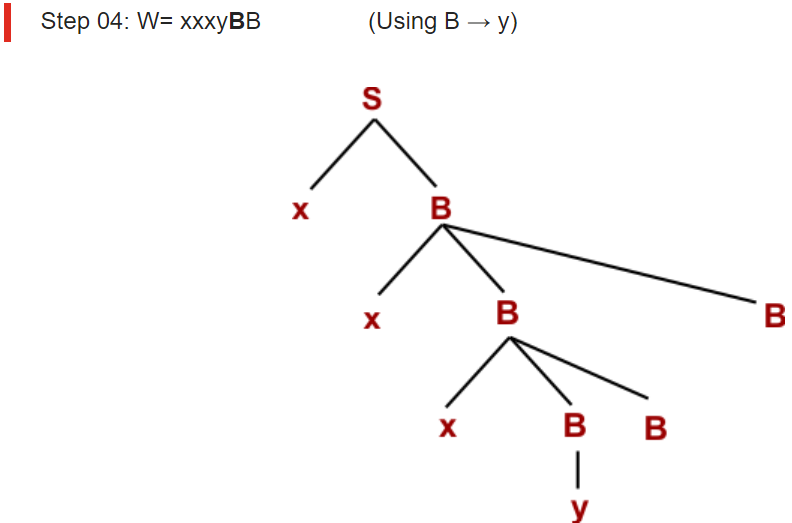 Step 04: W= xxxyBB (Using B → y)
S
x B
x B B
x B B
y